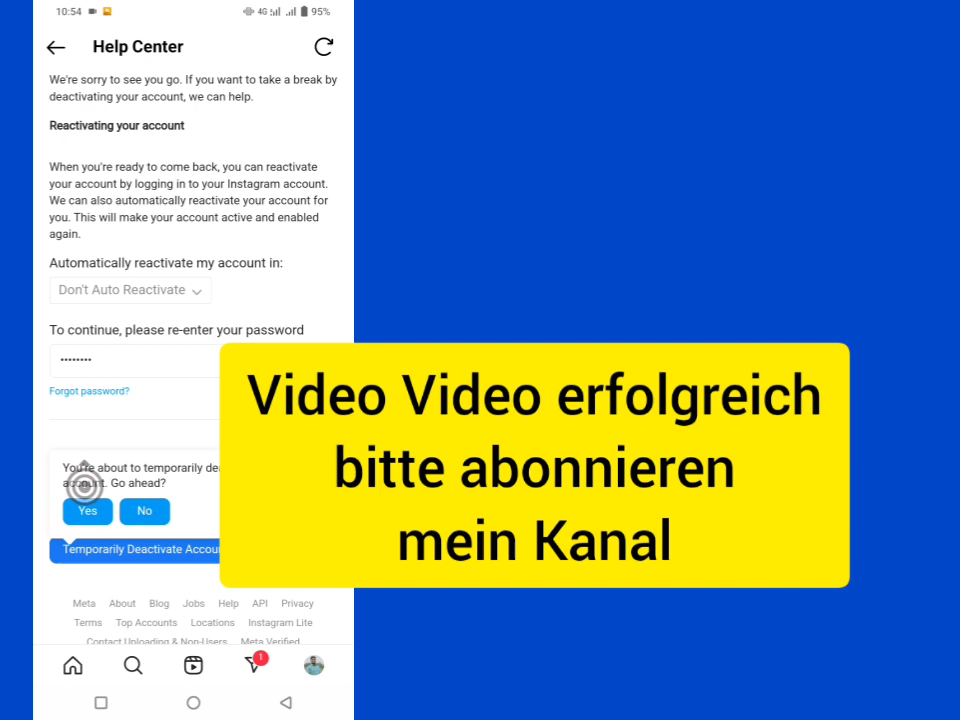 10:54 4G 95%
Help Center
We're sorry to see you go. If you want to take a break by
deactivating your account, we can help.
Reactivating your account
When you're ready to come back, you can reactivate
your account by logging in to your Instagram account.
We can also automatically reactivate your account for
you. This will make your account active and enabled
again.
Automatically reactivate my account in:
Don't Auto Reactivate
To continue, please re-enter your password
••••••••
Forgot password?
You're about to temporarily
account. Go ahead?
Yes No
Temporarily Deactivate
Video Video erfolgreich
bitte abonnieren
mein Kanal
Meta About Blog Jobs Help API Privacy
Terms Top Accounts Locations Instagram Lite
Contact Uploading & Non-Users Meta Verified
1